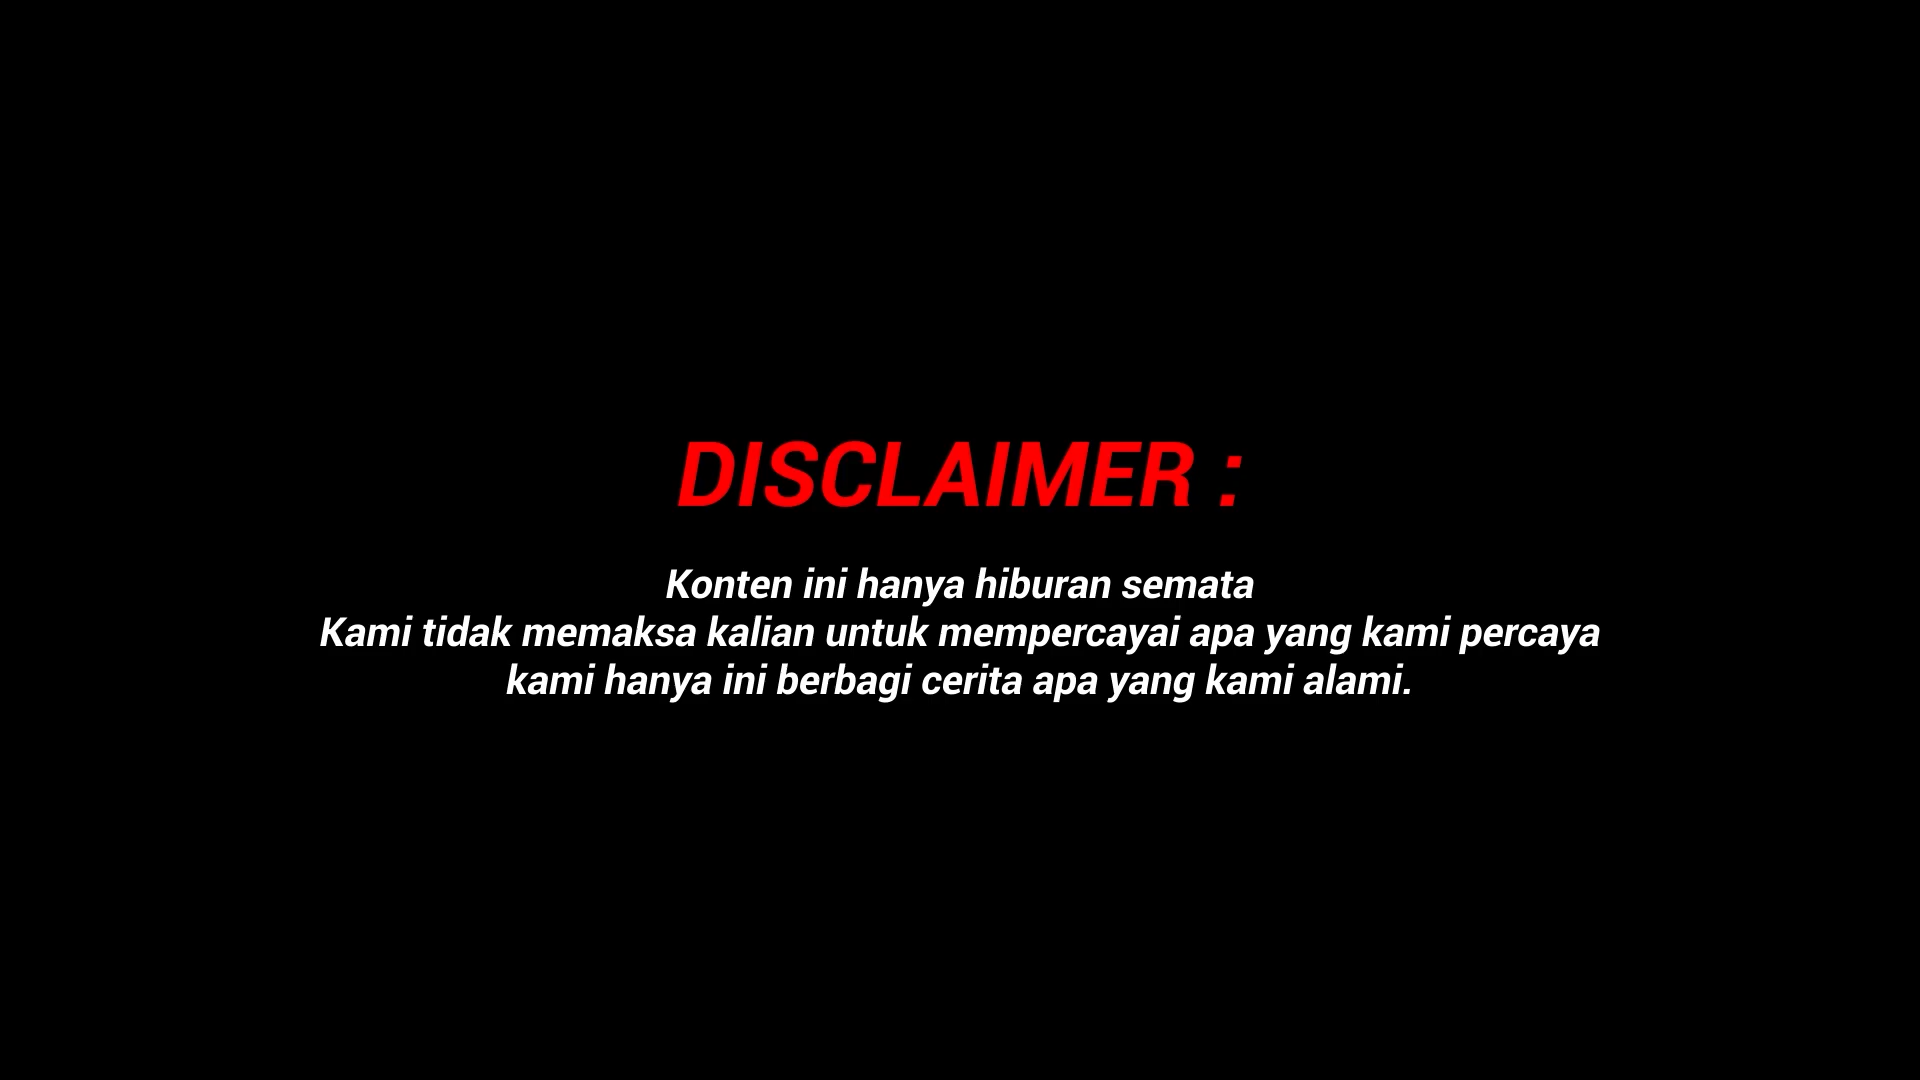 DISCLAIMER :
Konten ini hanya hiburan semata
Kami tidak memaksa kalian untuk mempercayai apa yang kami percaya
kami hanya ini berbagi cerita apa yang kami alami.